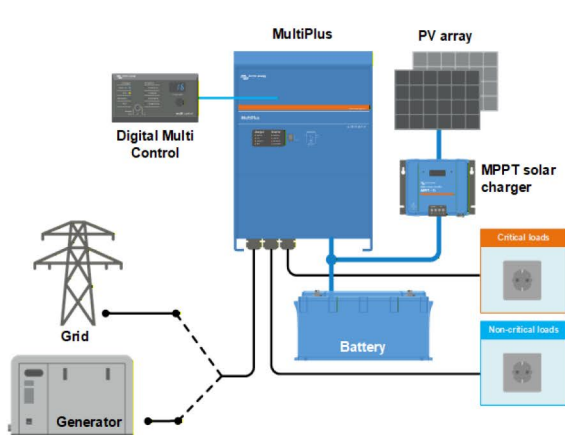 MultiPlus
PV array
Digital Multi
Control
MultiPlus
MPPT solar
charger
Critical loads
Non-critical loads
Grid
Battery
Generator